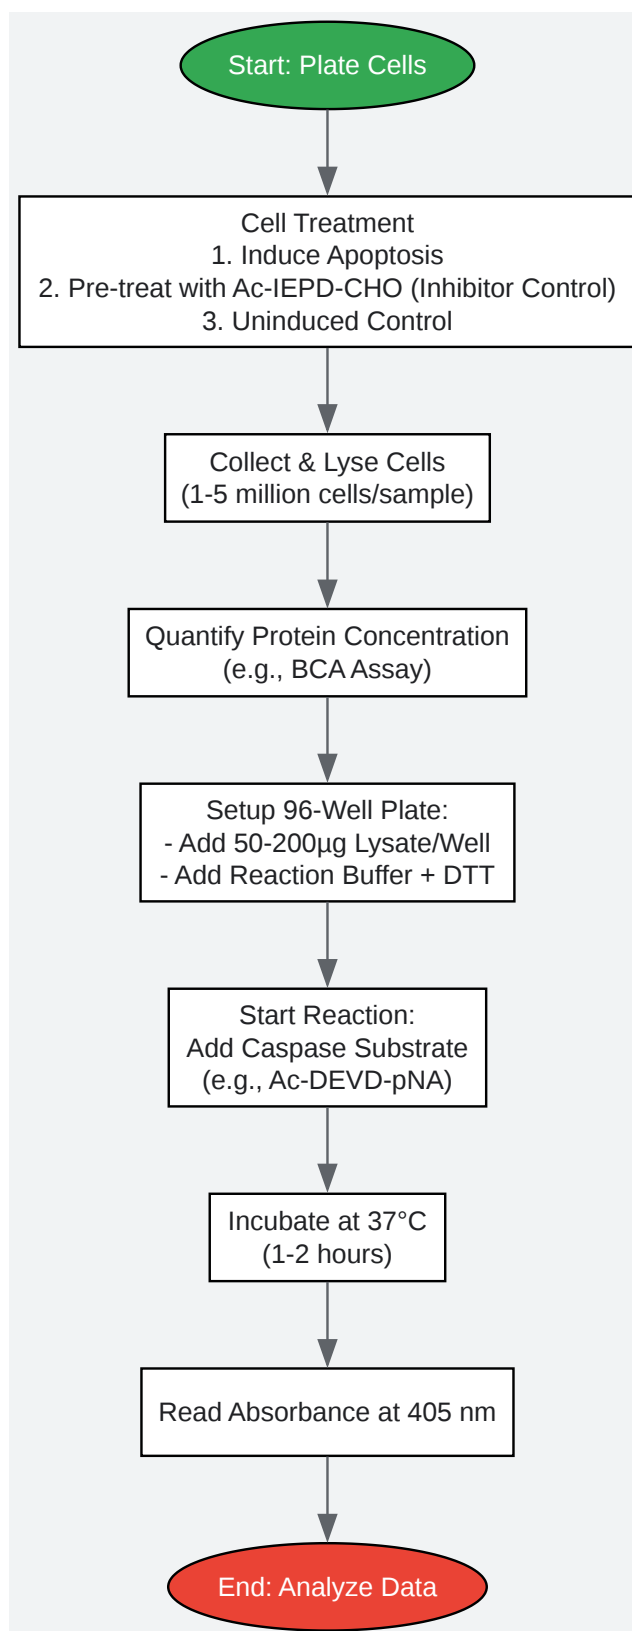 Start: Plate Cells
Cell Treatment
1. Induce Apoptosis
2. Pre-treat with Ac-IEPD-CHO (Inhibitor Control)
3. Uninduced Control
Collect & Lyse Cells
(1-5 million cells/sample)
Quantify Protein Concentration
(e.g., BCA Assay)
Setup 96-Well Plate:
- Add 50-200µg Lysate/Well
- Add Reaction Buffer + DTT
Start Reaction:
Add Caspase Substrate
(e.g., Ac-DEVD-pNA)
Incubate at 37°C
(1-2 hours)
Read Absorbance at 405 nm
End: Analyze Data